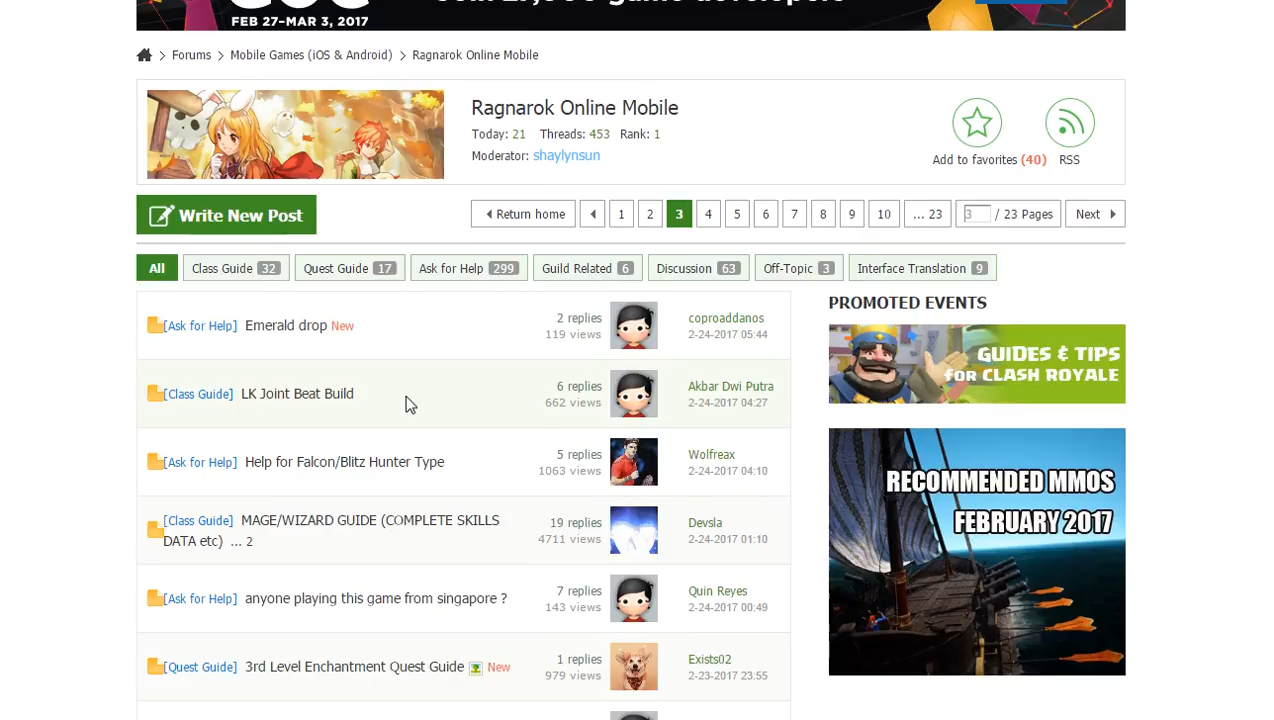 FEB 27-MAR 3, 2017
Forums Mobile Games (iOS & Android) Ragnarok Online Mobile
Ragnarok Online Mobile
Today: 21 Threads: 453 Rank: 1
Moderator: shaylynsun
Add to favorites (40) RSS
Write New Post
Return home 1 2 3 4 5 6 7 8 9 10 ... 23 3 / 23 Pages Next
All Class Guide 32 Quest Guide 17 Ask for Help 299 Guild Related 6 Discussion 63 Off-Topic 3 Interface Translation 9
[Ask for Help] Emerald drop New
2 replies
119 views
coproaddanos
2-24-2017 05:44
[Class Guide] LK Joint Beat Build
6 replies
662 views
Akbar Dwi Putra
2-24-2017 04:27
[Ask for Help] Help for Falcon/Blitz Hunter Type
5 replies
1063 views
Wolfreax
2-24-2017 04:10
[Class Guide] MAGE/WIZARD GUIDE (COMPLETE SKILLS
DATA etc) ... 2
19 replies
4711 views
Devsla
2-24-2017 01:10
[Ask for Help] anyone playing this game from singapore ?
7 replies
143 views
Quin Reyes
2-24-2017 00:49
[Quest Guide] 3rd Level Enchantment Quest Guide New
1 replies
979 views
Exists02
2-23-2017 23:55
PROMOTED EVENTS
GUIDES & TIPS
for CLASH ROYALE
RECOMMENDED MMOS
FEBRUARY 2017